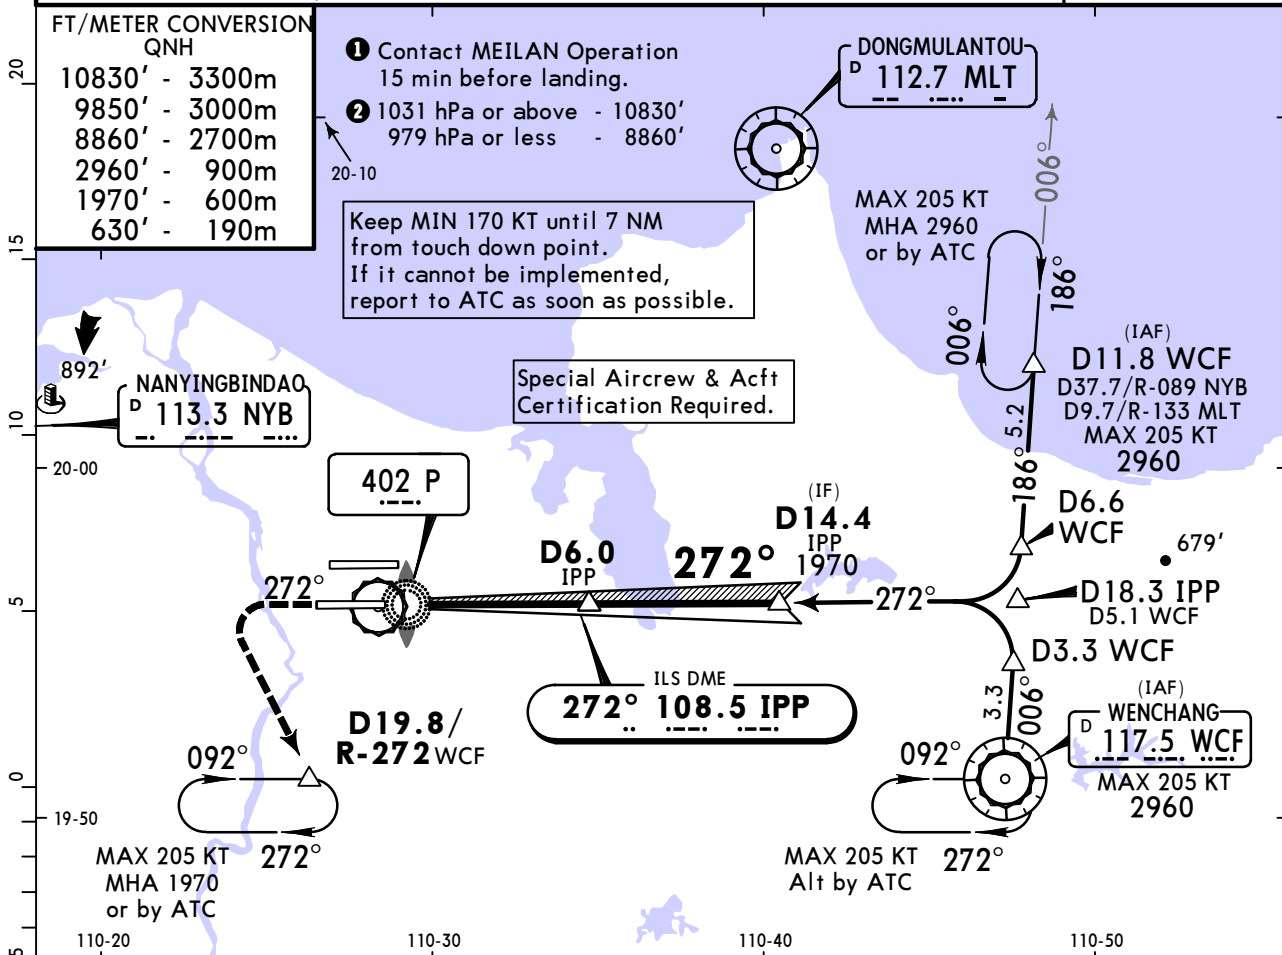 FT/METER CONVERSION
QNH
10830' - 3300m
9850' - 3000m
8860' - 2700m
2960' - 900m
1970' - 600m
630' - 190m
❶ Contact MEILAN Operation
15 min before landing.
❷ 1031 hPa or above - 10830'
979 hPa or less - 8860'
20-10
DONGMULANTOU
D 112.7 MLT
Keep MIN 170 KT until 7 NM
from touch down point.
If it cannot be implemented,
report to ATC as soon as possible.
MAX 205 KT
MHA 2960
or by ATC
006°
186°
006°
(IAF)
D11.8 WCF
D37.7/R-089 NYB
D9.7/R-133 MLT
MAX 205 KT
2960
Special Aircrew & Acft
Certification Required.
892'
NANYINGBINDAO
D 113.3 NYB
20-00
402 P
5.2
186°
D6.6
WCF
679'
(IF)
D14.4
IPP
1970
D6.0
IPP
272°
272°
272°
D18.3 IPP
D5.1 WCF
D3.3 WCF
ILS DME
272° 108.5 IPP
3.3
006°
(IAF)
WENCHANG
D 117.5 WCF
MAX 205 KT
2960
D19.8/
R-272 WCF
092°
272°
MAX 205 KT
MHA 1970
or by ATC
092°
272°
MAX 205 KT
Alt by ATC
19-50
20
15
10
5
0
5
110-20
110-30
110-40
110-50